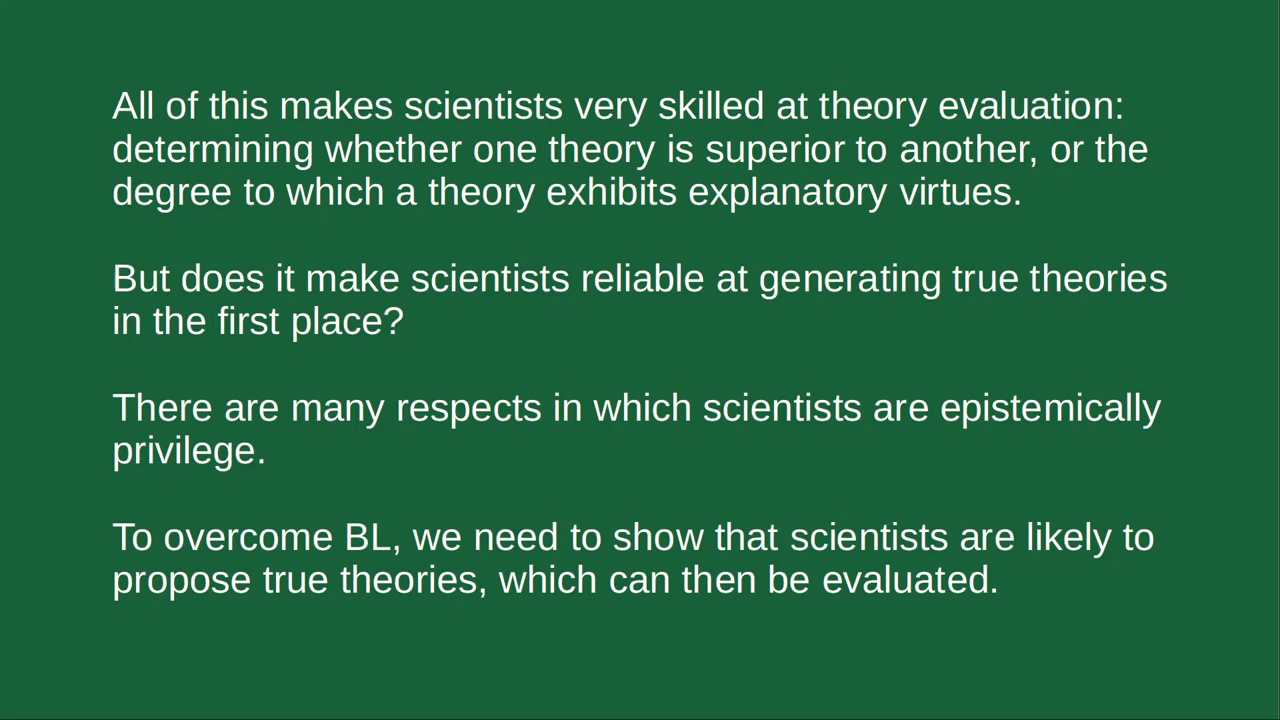 All of this makes scientists very skilled at theory evaluation:
determining whether one theory is superior to another, or the
degree to which a theory exhibits explanatory virtues.
But does it make scientists reliable at generating true theories
in the first place?
There are many respects in which scientists are epistemically
privilege.
To overcome BL, we need to show that scientists are likely to
propose true theories, which can then be evaluated.